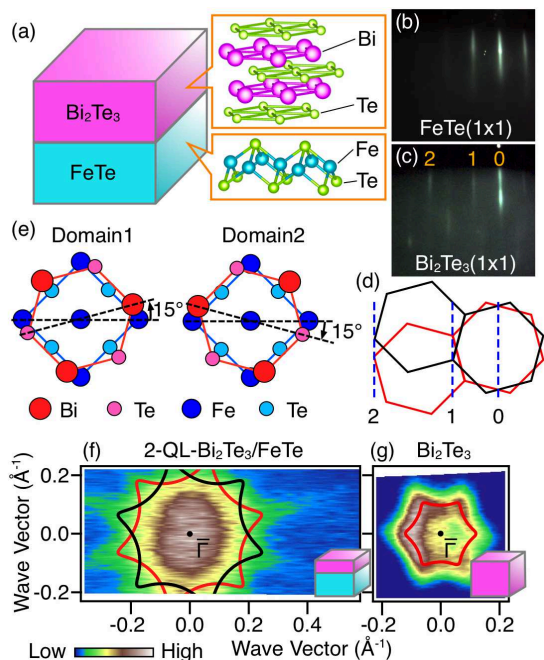 (a)
Bi₂Te₃
FeTe
Bi
Te
Fe
Te
(b)
FeTe(1x1)
(c)
2 1 0
Bi₂Te₃(1x1)
(e)
Domain1 Domain2
15°
15°
Bi Te Fe Te
(d)
2 1 0
(f) 2-QL-Bi₂Te₃/FeTe
Wave Vector (Å⁻¹)
0.2
0.0
-0.2
Γ̅
-0.2 0.0 0.2 0.4
Low High
Wave Vector (Å⁻¹)
(g) Bi₂Te₃
Wave Vector (Å⁻¹)
Γ̅
-0.2 0.0 0.2